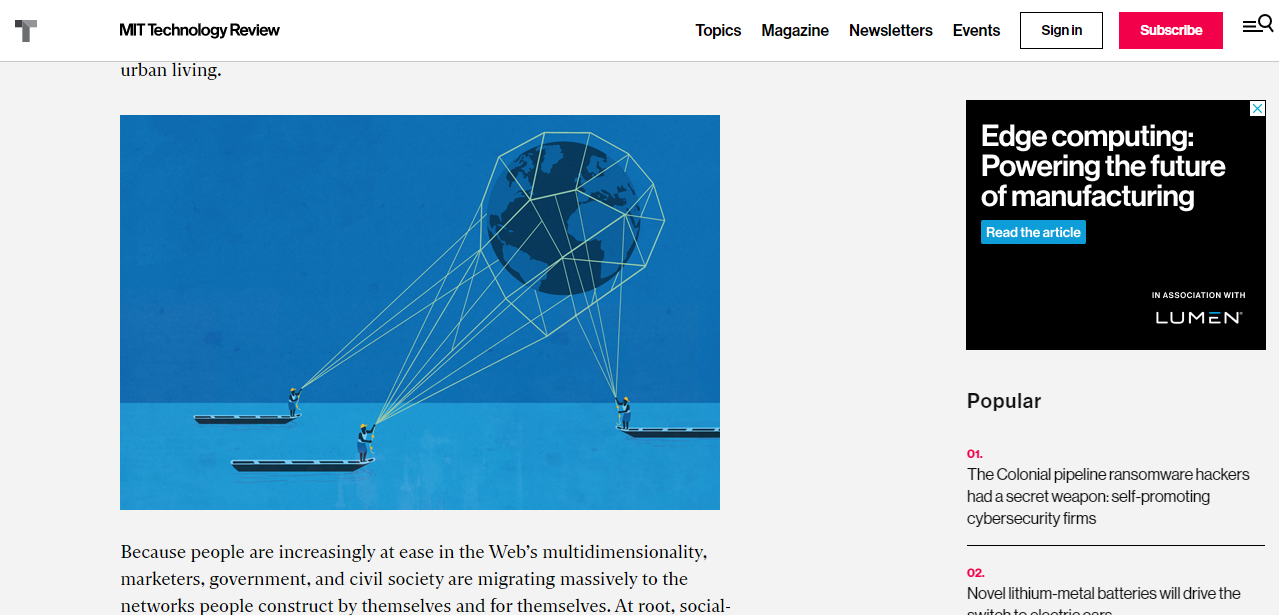 MIT Technology Review
Topics
Magazine
Newsletters
Events
Sign in
Subscribe
urban living.
Because people are increasingly at ease in the Web’s multidimensionality,
marketers, government, and civil society are migrating massively to the
networks people construct by themselves and for themselves. At root, social-
Edge computing:
Powering the future
of manufacturing
Read the article
IN ASSOCIATION WITH
LUMEN
Popular
01.
The Colonial pipeline ransomware hackers
had a secret weapon: self-promoting
cybersecurity firms
02.
Novel lithium-metal batteries will drive the
switch to electric cars